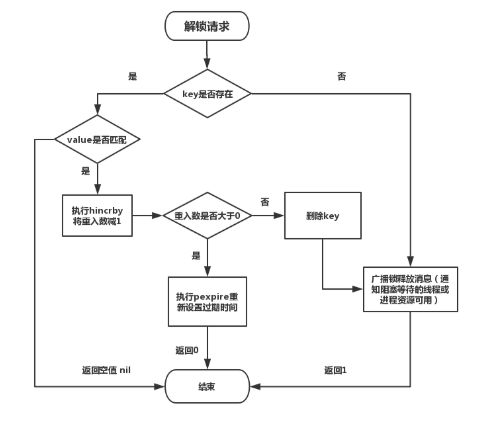 解锁请求
是
否
key是否存在
value是否匹配
是
执行hincrby
将重入数减1
重入数是否大于0
否
删除key
是
执行pexpire重
新设置过期时间
广播锁释放消息（通
知阻塞等待的线程或
进程资源可用）
返回0
返回空值 nil
返回1
结束